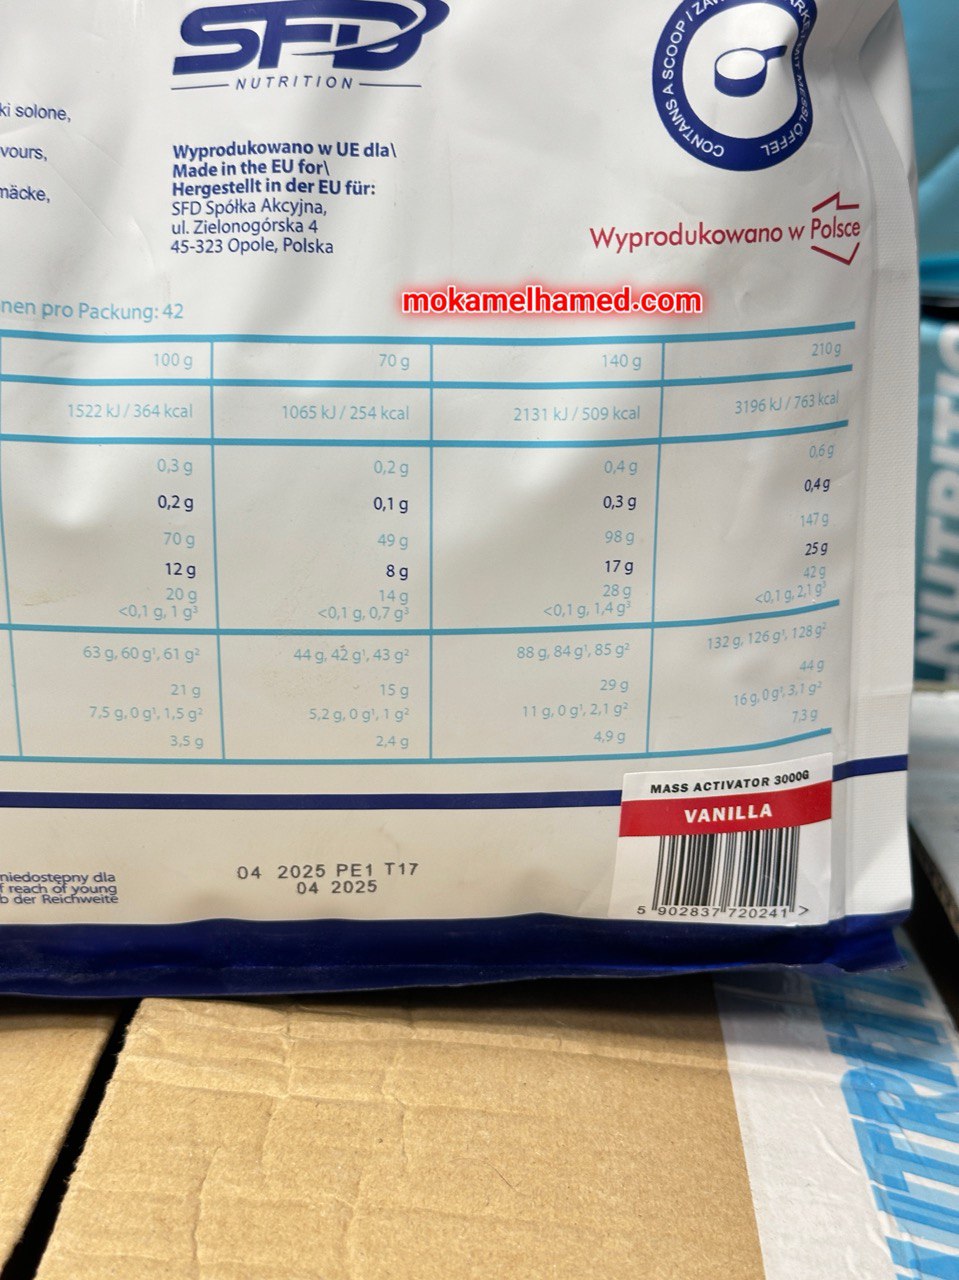 SFD
NUTRITION
CONTAINS A SCOOP I ZA
MIT MESSLÖFFEL
ki solone,
vours,
mäcke,
Wyprodukowano w UE dla\
Made in the EU for\
Hergestellt in der EU für:
SFD Spółka Akcyjna,
ul. Zielonogórska 4
45-323 Opole, Polska
Wyprodukowano w Polsce
mokamelhamed.com
nen pro Packung: 42
100 g 70 g 140 g 210 g
1522 kJ / 364 kcal 1065 kJ / 254 kcal 2131 kJ / 509 kcal 3196 kJ / 763 kcal
0,3 g 0,2 g 0,4 g 0,6 g
0,2 g 0,1 g 0,3 g 0,4 g
70 g 49 g 98 g 147 g
12 g 8 g 17 g 25 g
20 g 14 g 28 g 42 g
<0,1 g, 1 g³ <0,1 g, 0,7 g³ <0,1 g, 1,4 g³ <0,1 g, 2,1 g³
63 g, 60 g¹, 61 g² 44 g, 42 g¹, 43 g² 88 g, 84 g¹, 85 g² 132 g, 126 g¹, 128 g²
21 g 15 g 29 g 44 g
7,5 g, 0 g¹, 1,5 g² 5,2 g, 0 g¹, 1 g² 11 g, 0 g¹, 2,1 g² 16 g, 0 g¹, 3,1 g²
3,5 g 2,4 g 4,9 g 7,3 g
MASS ACTIVATOR 3000G
VANILLA
5 902837 720241 >
niedostępny dla
f reach of young
b der Reichweite
04 2025 PE1 T17
04 2025
NUTRITIO
NUTRITI